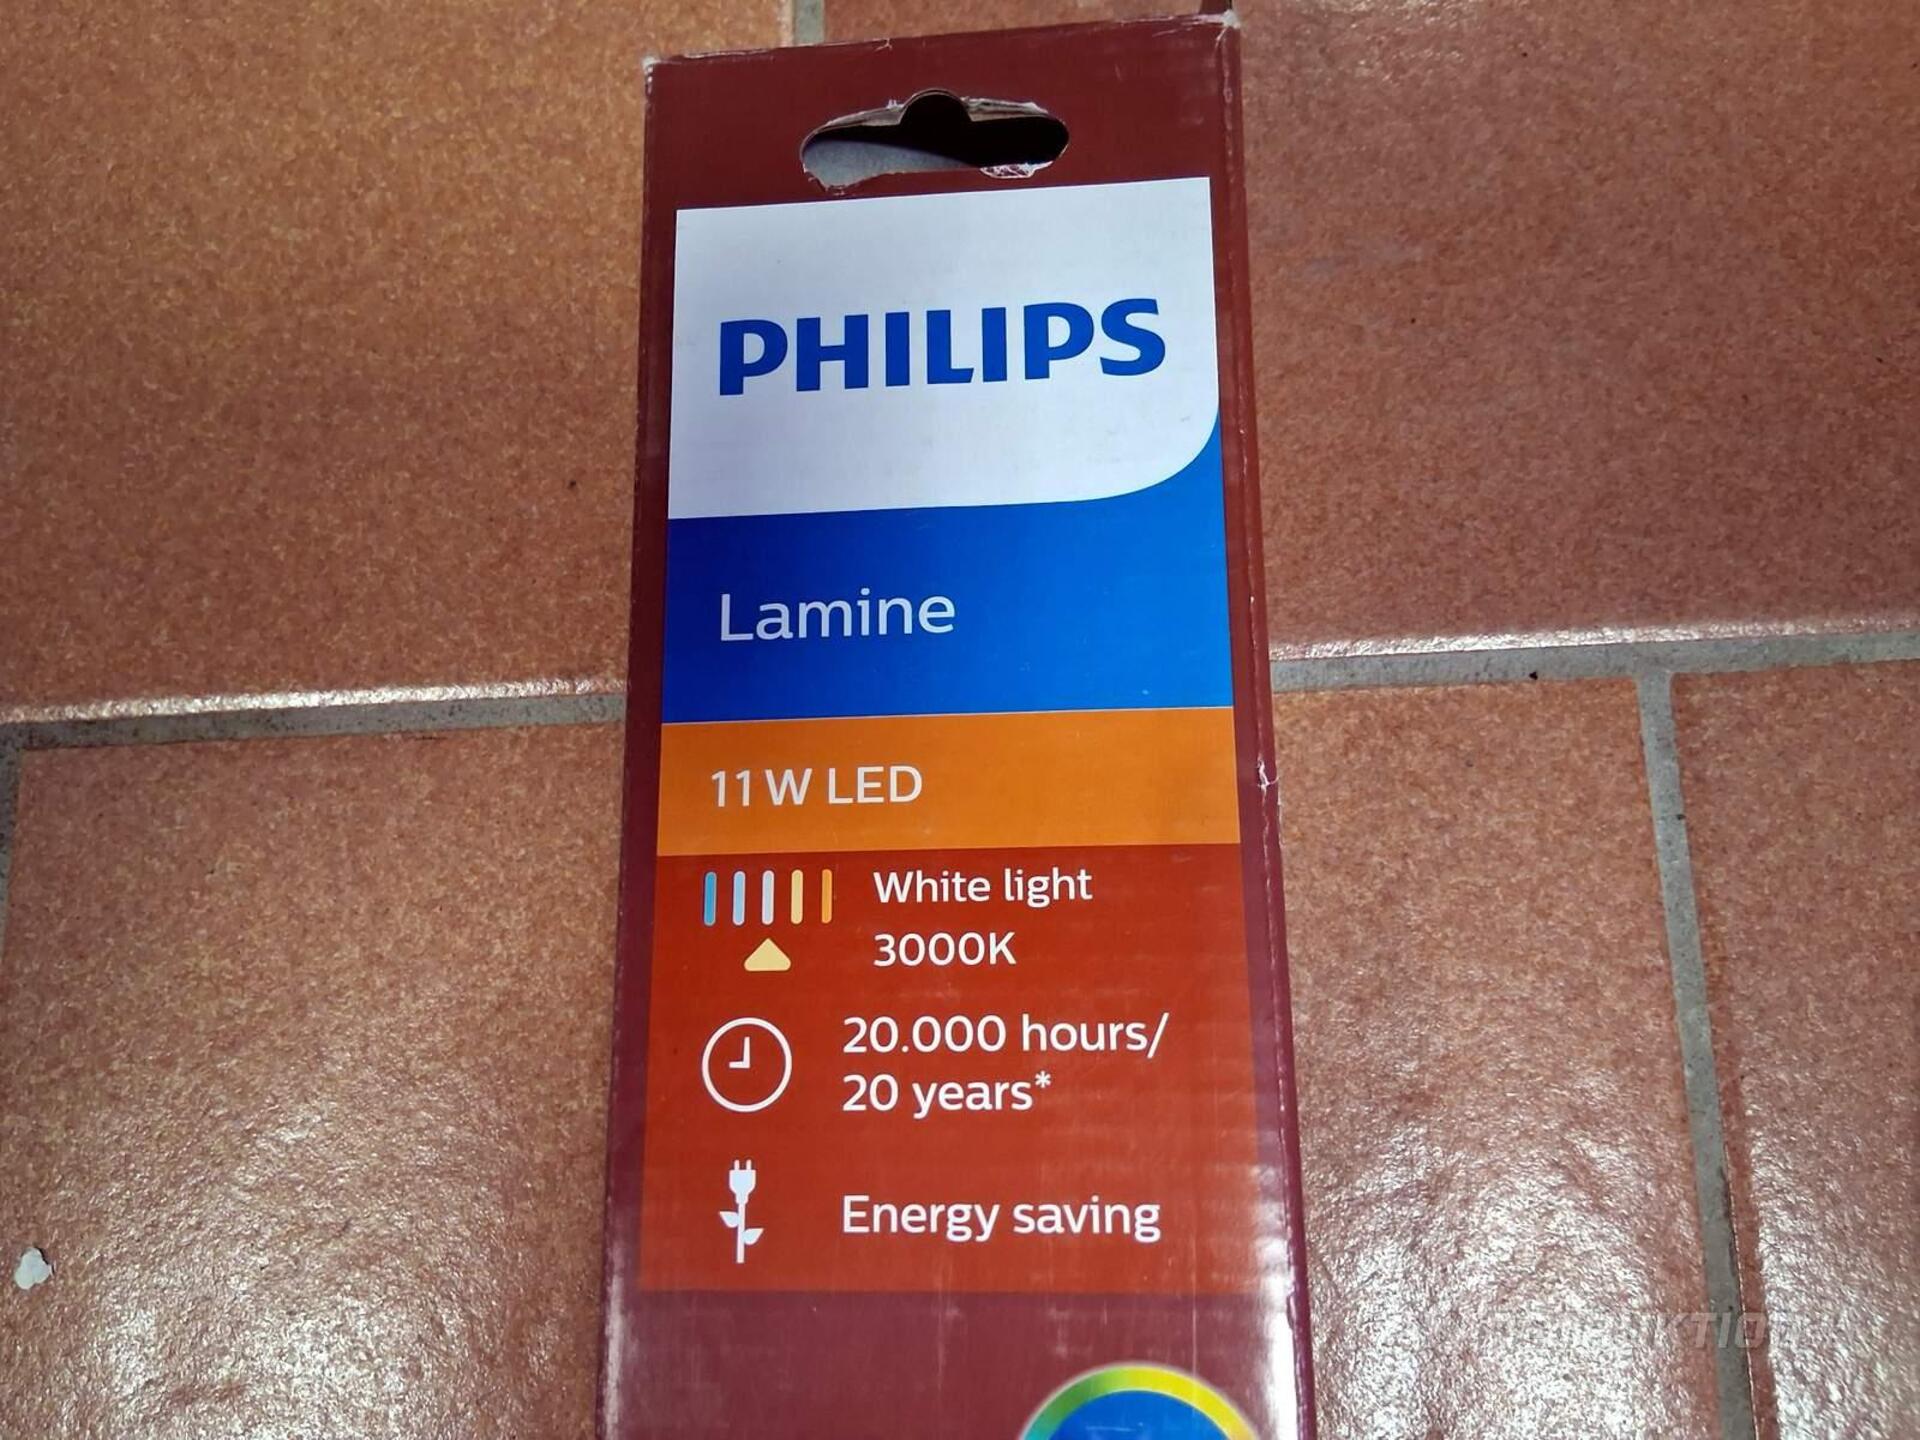 PHILIPS
Lamine
11 W LED
White light
3000K
20.000 hours/
20 years*
Energy saving